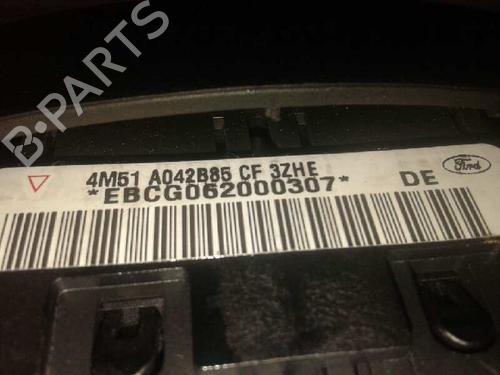 B-PARTS
4M51 A042B85 CF 3ZHE
*EBCG062000307* DE
Ford